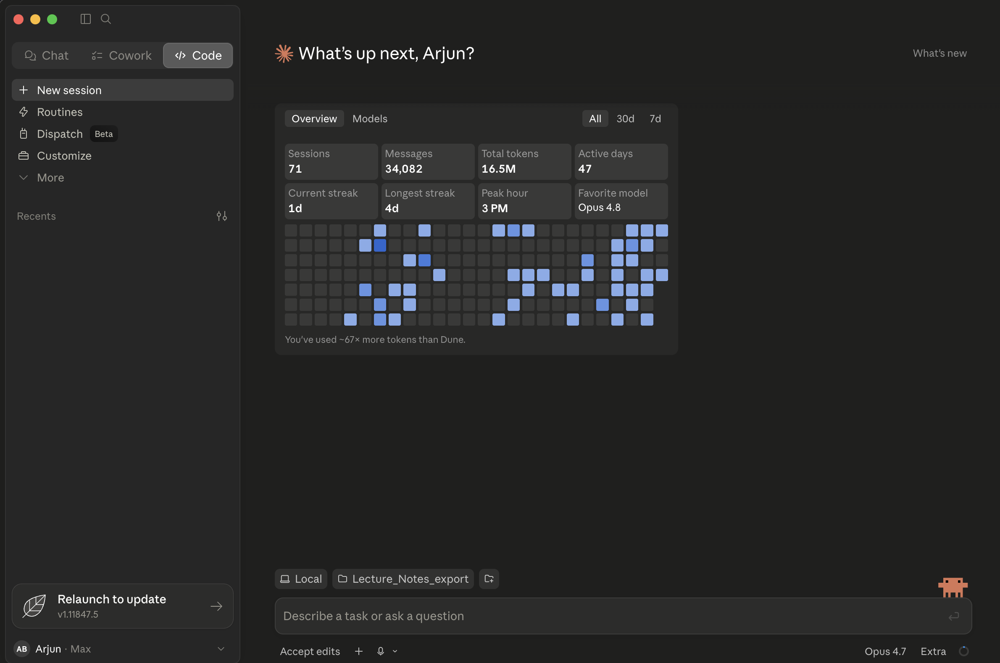 Chat Cowork Code
New session
Routines
Dispatch Beta
Customize
More
Recents
Relaunch to update
v1.11847.5
AB Arjun · Max
What's up next, Arjun?
What's new
Overview Models All 30d 7d
Sessions Messages Total tokens Active days
71 34,082 16.5M 47
Current streak Longest streak Peak hour Favorite model
1d 4d 3 PM Opus 4.8
You've used ~67× more tokens than Dune.
Local Lecture_Notes_export
Describe a task or ask a question
Accept edits Opus 4.7 Extra